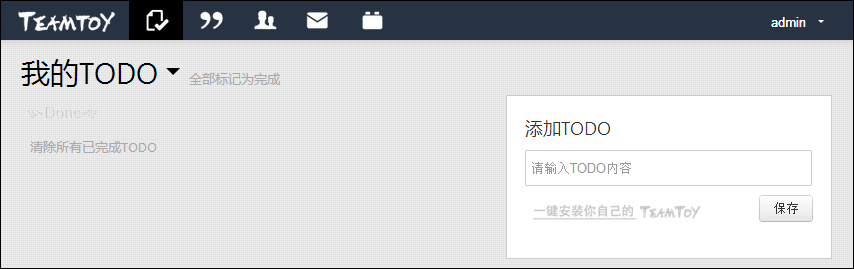 TEAMTOY
admin
我的TODO 全部标记为完成
~~Done~~
清除所有已完成TODO
添加TODO
请输入TODO内容
一键安装你自己的 TEAMTOY
保存